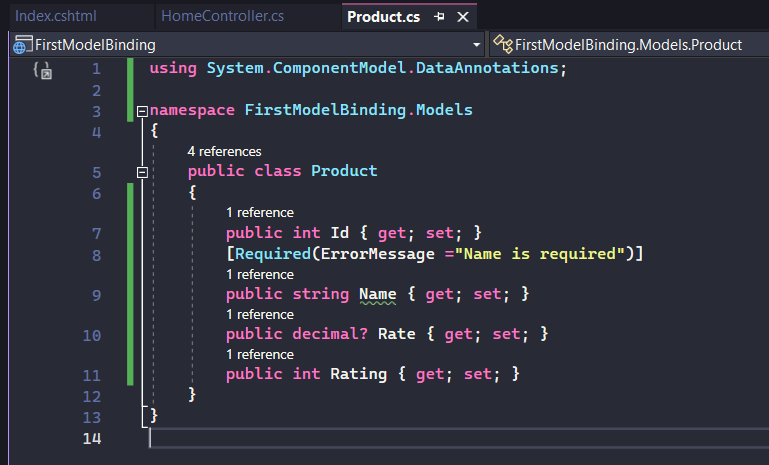 Index.cshtml HomeController.cs Product.cs
FirstModelBinding FirstModelBinding.Models.Product
1 using System.ComponentModel.DataAnnotations;
2
3 namespace FirstModelBinding.Models
4 {
4 references
5 public class Product
6 {
1 reference
7 public int Id { get; set; }
8 [Required(ErrorMessage ="Name is required")]
1 reference
9 public string Name { get; set; }
1 reference
10 public decimal? Rate { get; set; }
1 reference
11 public int Rating { get; set; }
12 }
13 }
14